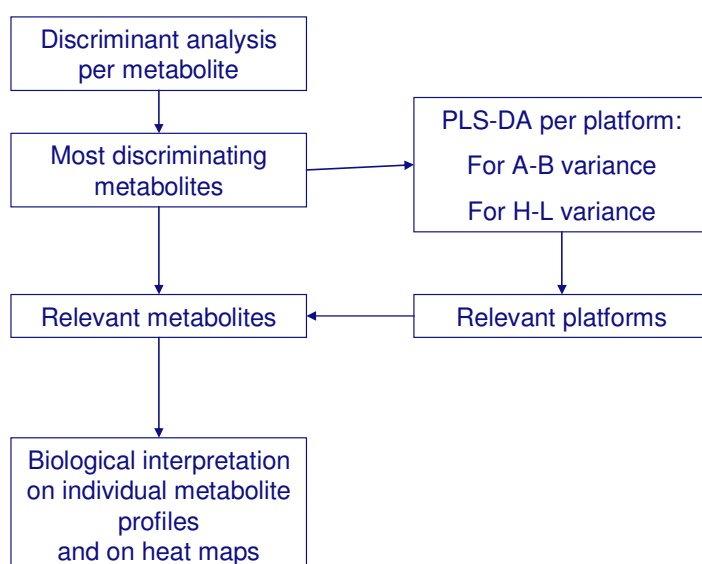 Discriminant analysis
per metabolite
Most discriminating
metabolites
PLS-DA per platform:
For A-B variance
For H-L variance
Relevant metabolites
Relevant platforms
Biological interpretation
on individual metabolite
profiles
and on heat maps